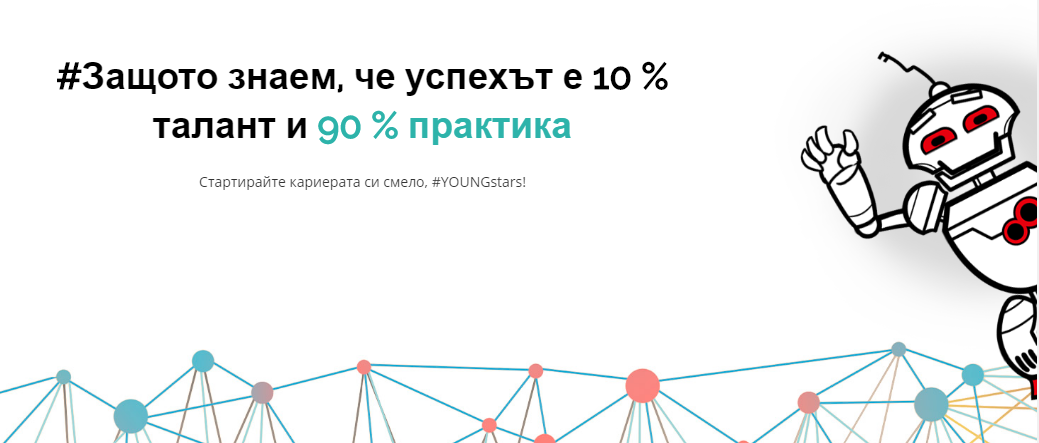 #Защото знаем, че успехът е 10 %
талант и 90 % практика
Стартирайте кариерата си смело, #YOUNGstars!